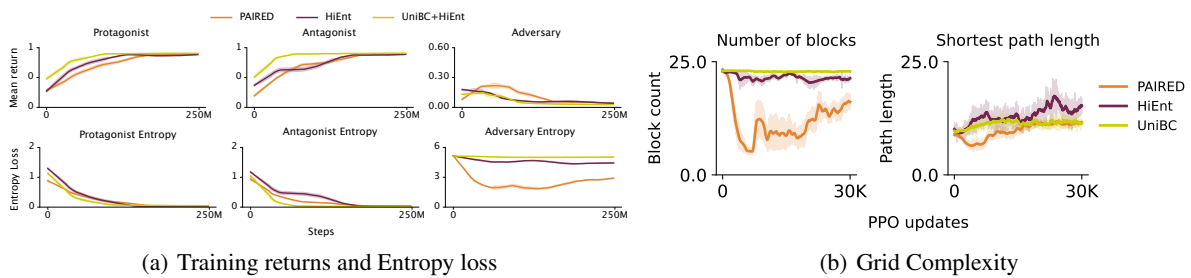 PAIRED HiEnt UniBC+HiEnt
Protagonist Antagonist Adversary
Mean return
1 0 0
1 0 0
0.60 0.30 0.00
0 250M 0 250M 0 250M
Protagonist Entropy Antagonist Entropy Adversary Entropy
Entropy Loss
2 1 0
2 1 0
6 3 0
0 250M 0 250M 0 250M
Steps
(a) Training returns and Entropy loss
Number of blocks Shortest path length
Block count
25.0 0.0
Path length
25.0 0.0
PAIRED
HiEnt
UniBC
0 30K 0 30K
PPO updates
(b) Grid Complexity